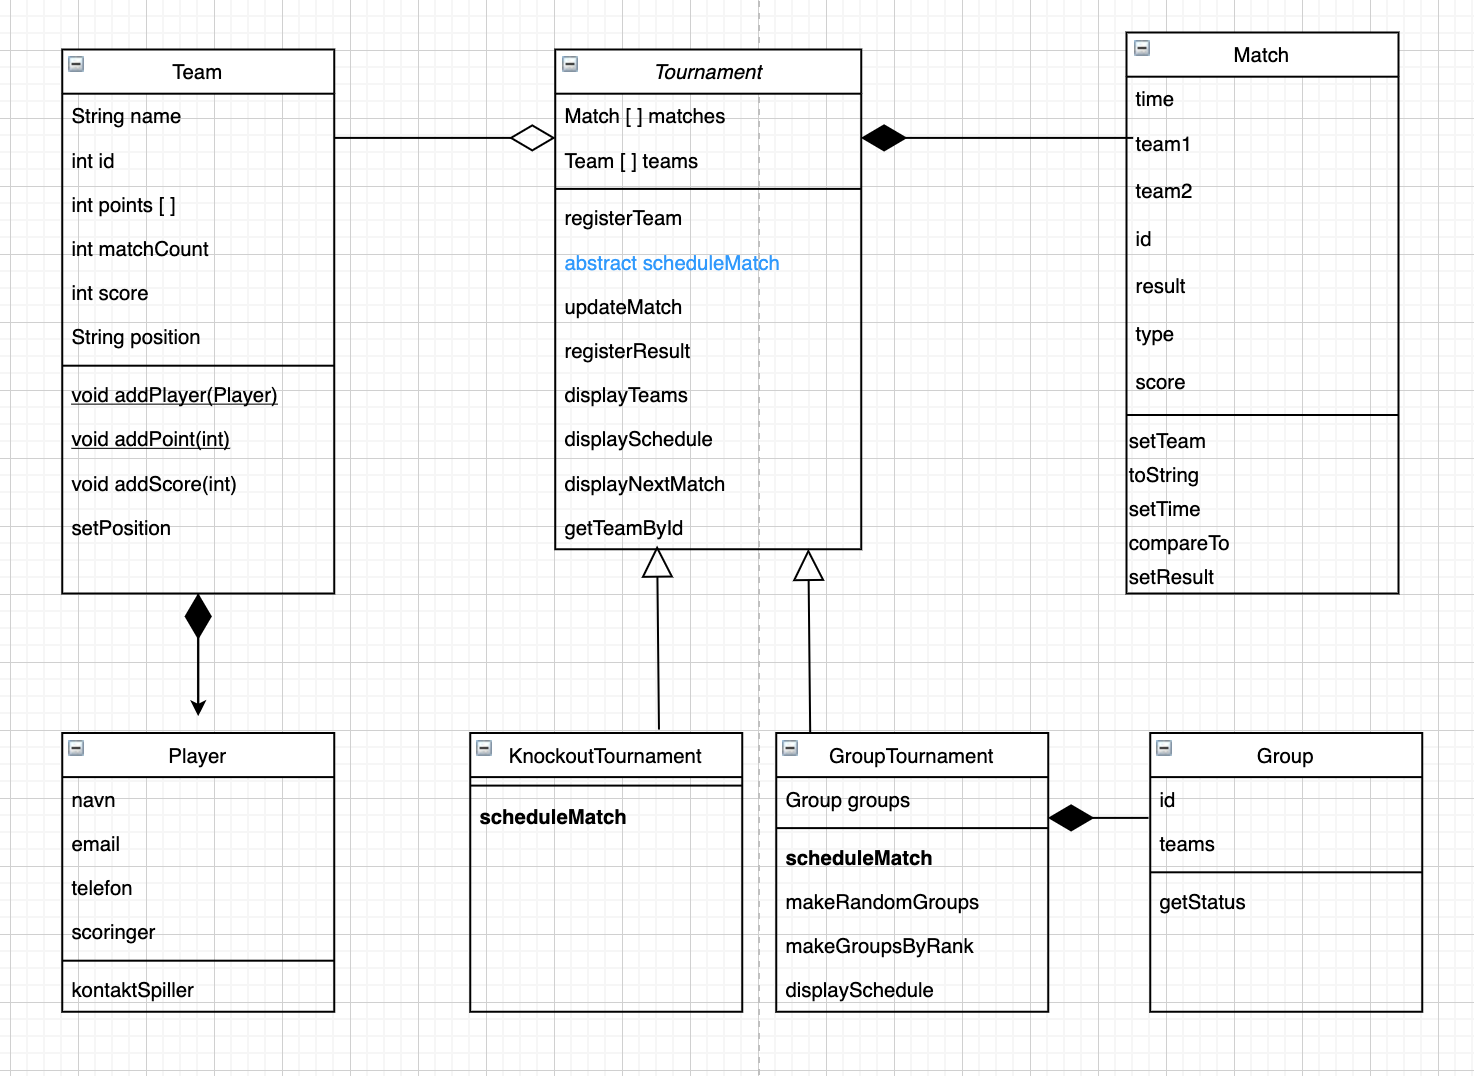 Team
String name
int id
int points [ ]
int matchCount
int score
String position
void addPlayer(Player)
void addPoint(int)
void addScore(int)
setPosition
Tournament
Match [ ] matches
Team [ ] teams
registerTeam
abstract scheduleMatch
updateMatch
registerResult
displayTeams
displaySchedule
displayNextMatch
getTeamById
Match
time
team1
team2
id
result
type
score
setTeam
toString
setTime
compareTo
setResult
Player
navn
email
telefon
scoringer
kontaktSpiller
KnockoutTournament
scheduleMatch
GroupTournament
Group groups
scheduleMatch
makeRandomGroups
makeGroupsByRank
displaySchedule
Group
id
teams
getStatus